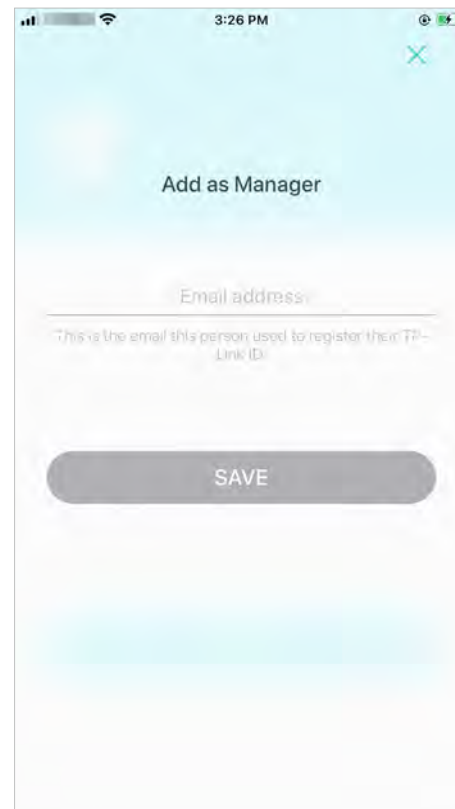 3:26 PM
Add as Manager
Email address
This is the email this person used to register their TP-
Link ID
SAVE